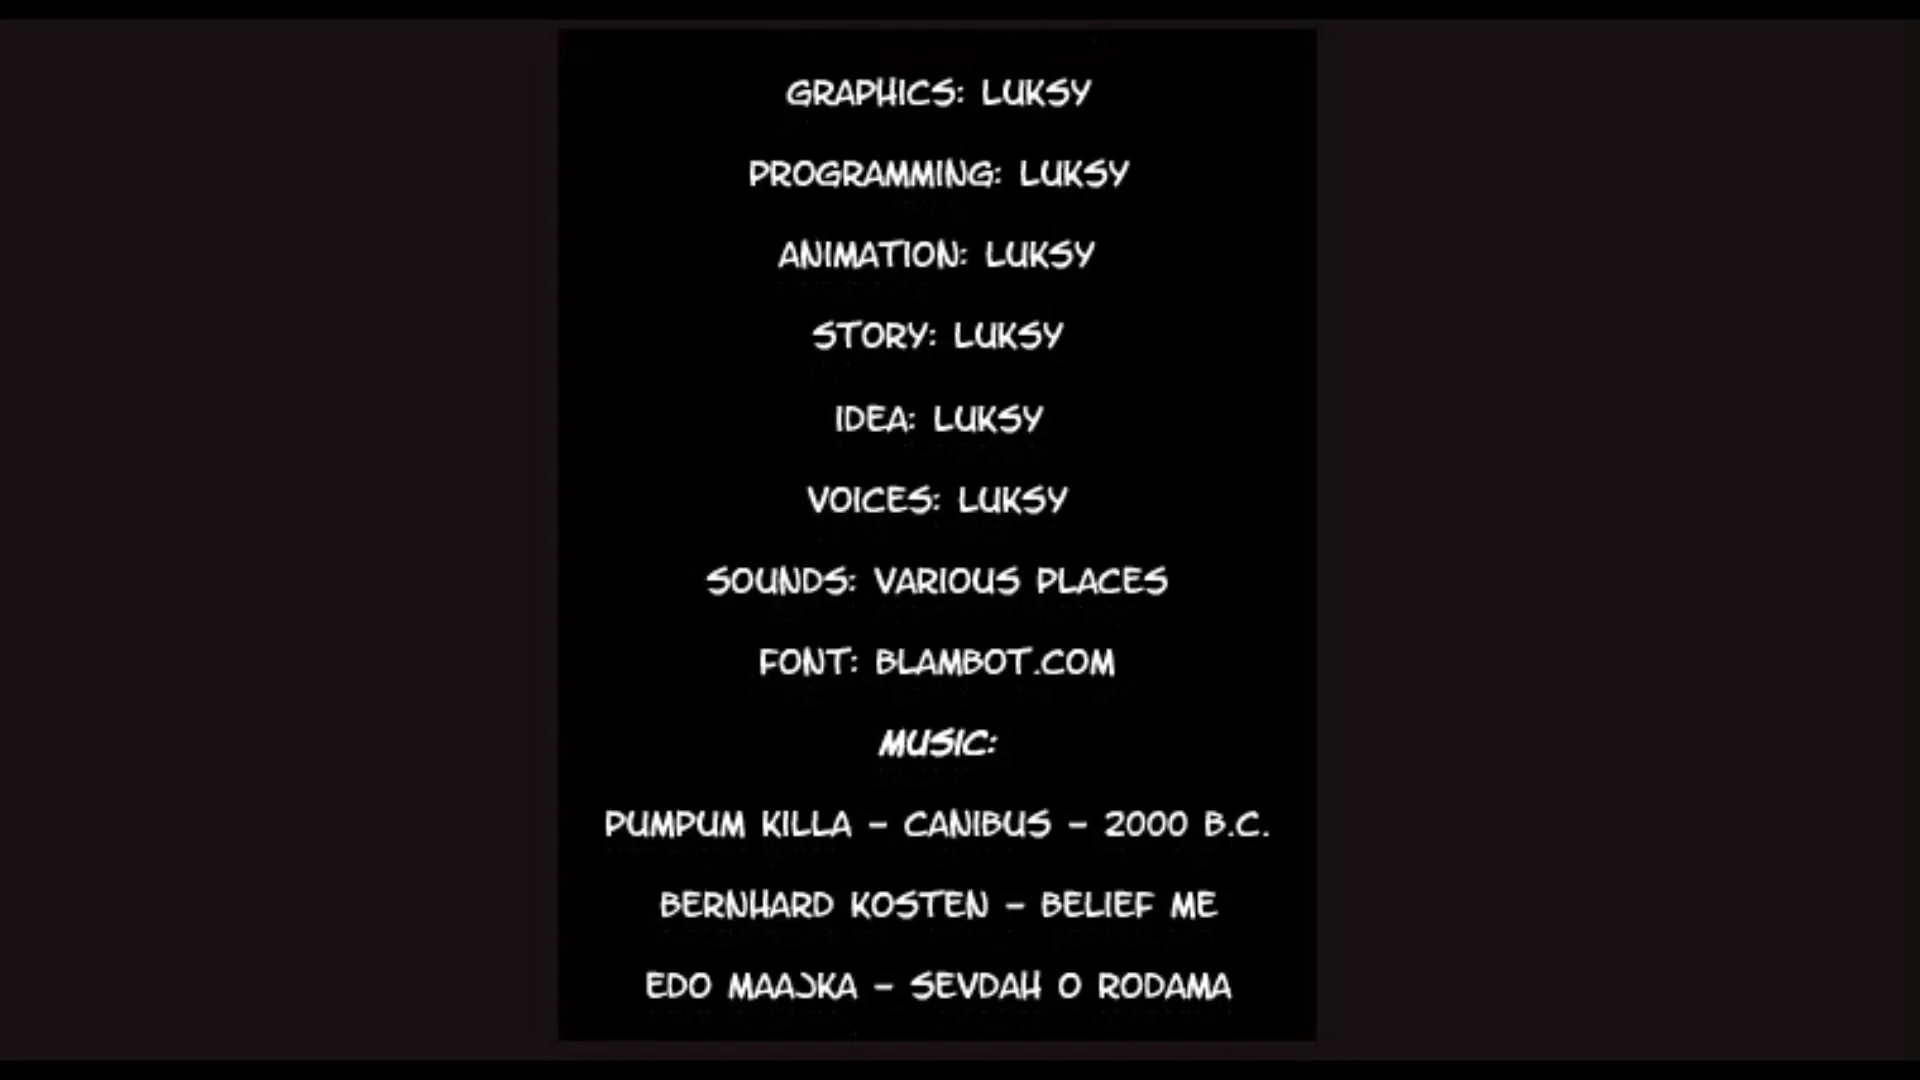 GRAPHICS: LUKSY
PROGRAMMING: LUKSY
ANIMATION: LUKSY
STORY: LUKSY
IDEA: LUKSY
VOICES: LUKSY
SOUNDS: VARIOUS PLACES
FONT: BLAMBOT.COM
MUSIC:
PUMPUM KILLA – CANIBUS – 2000 B.C.
BERNHARD KOSTEN – BELIEF ME
EDO MAAJKA – SEVDAH O RODAMA